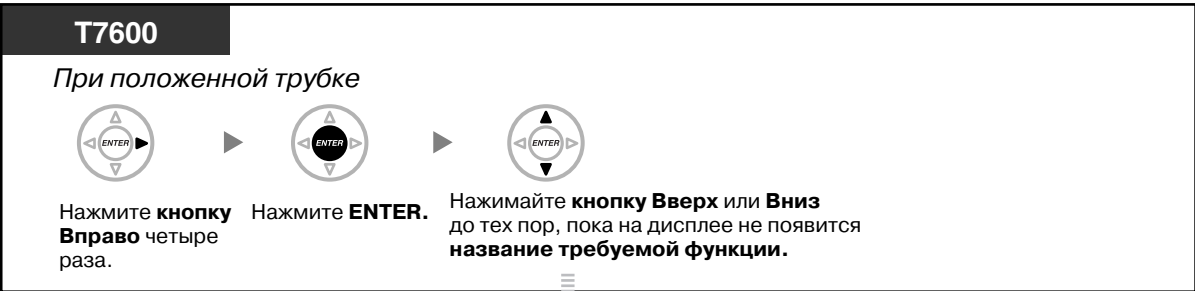 T7600
При положенной трубке
ENTER
ENTER
ENTER
Нажмите кнопку
Вправо четыре
раза.
Нажмите ENTER.
Нажимайте кнопку Вверх или Вниз
до тех пор, пока на дисплее не появится
название требуемой функции.